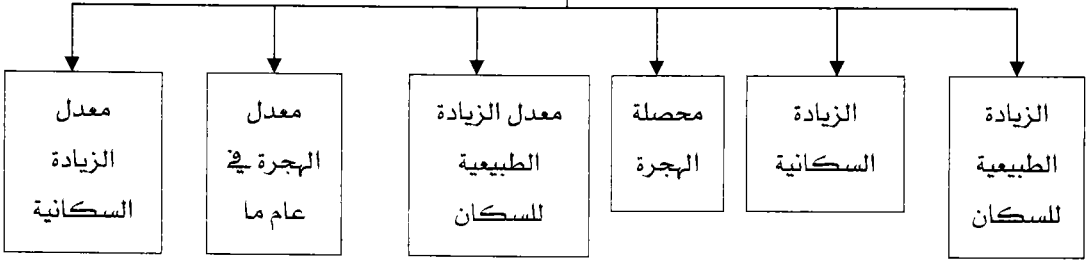 الزيادة
الطبيعية
للسكان
الزيادة
السكانية
محصلة
الهجرة
معدل الزيادة
الطبيعية
للسكان
معدل
الهجرة في
عام ما
معدل
الزيادة
السكانية